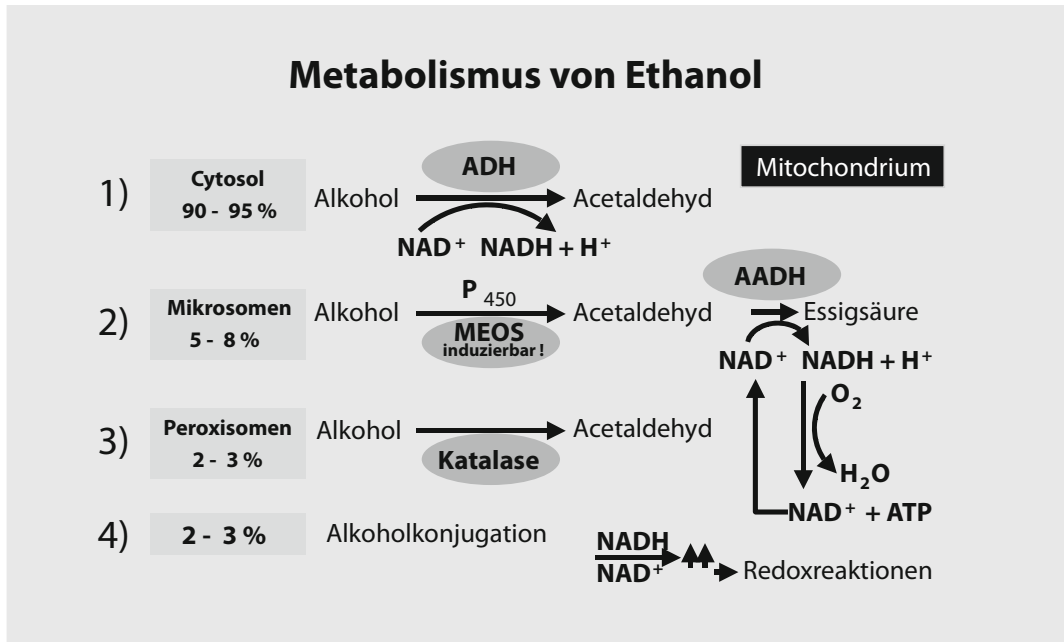 Metabolismus von Ethanol
1) Cytosol
90 - 95 %
Alkohol ADH Acetaldehyd
NAD⁺ NADH + H⁺
Mitochondrium
2) Mikrosomen
5 - 8 %
Alkohol P 450 Acetaldehyd
MEOS
induzierbar !
AADH
Essigsäure
NAD⁺ NADH + H⁺
O₂
H₂O
NAD⁺ + ATP
3) Peroxisomen
2 - 3 %
Alkohol Katalase Acetaldehyd
4) 2 - 3 % Alkoholkonjugation
NADH
NAD⁺
Redoxreaktionen